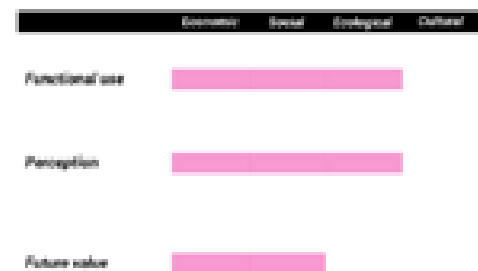 Economic Social Ecological Cultural
Functional use
Perception
Future value